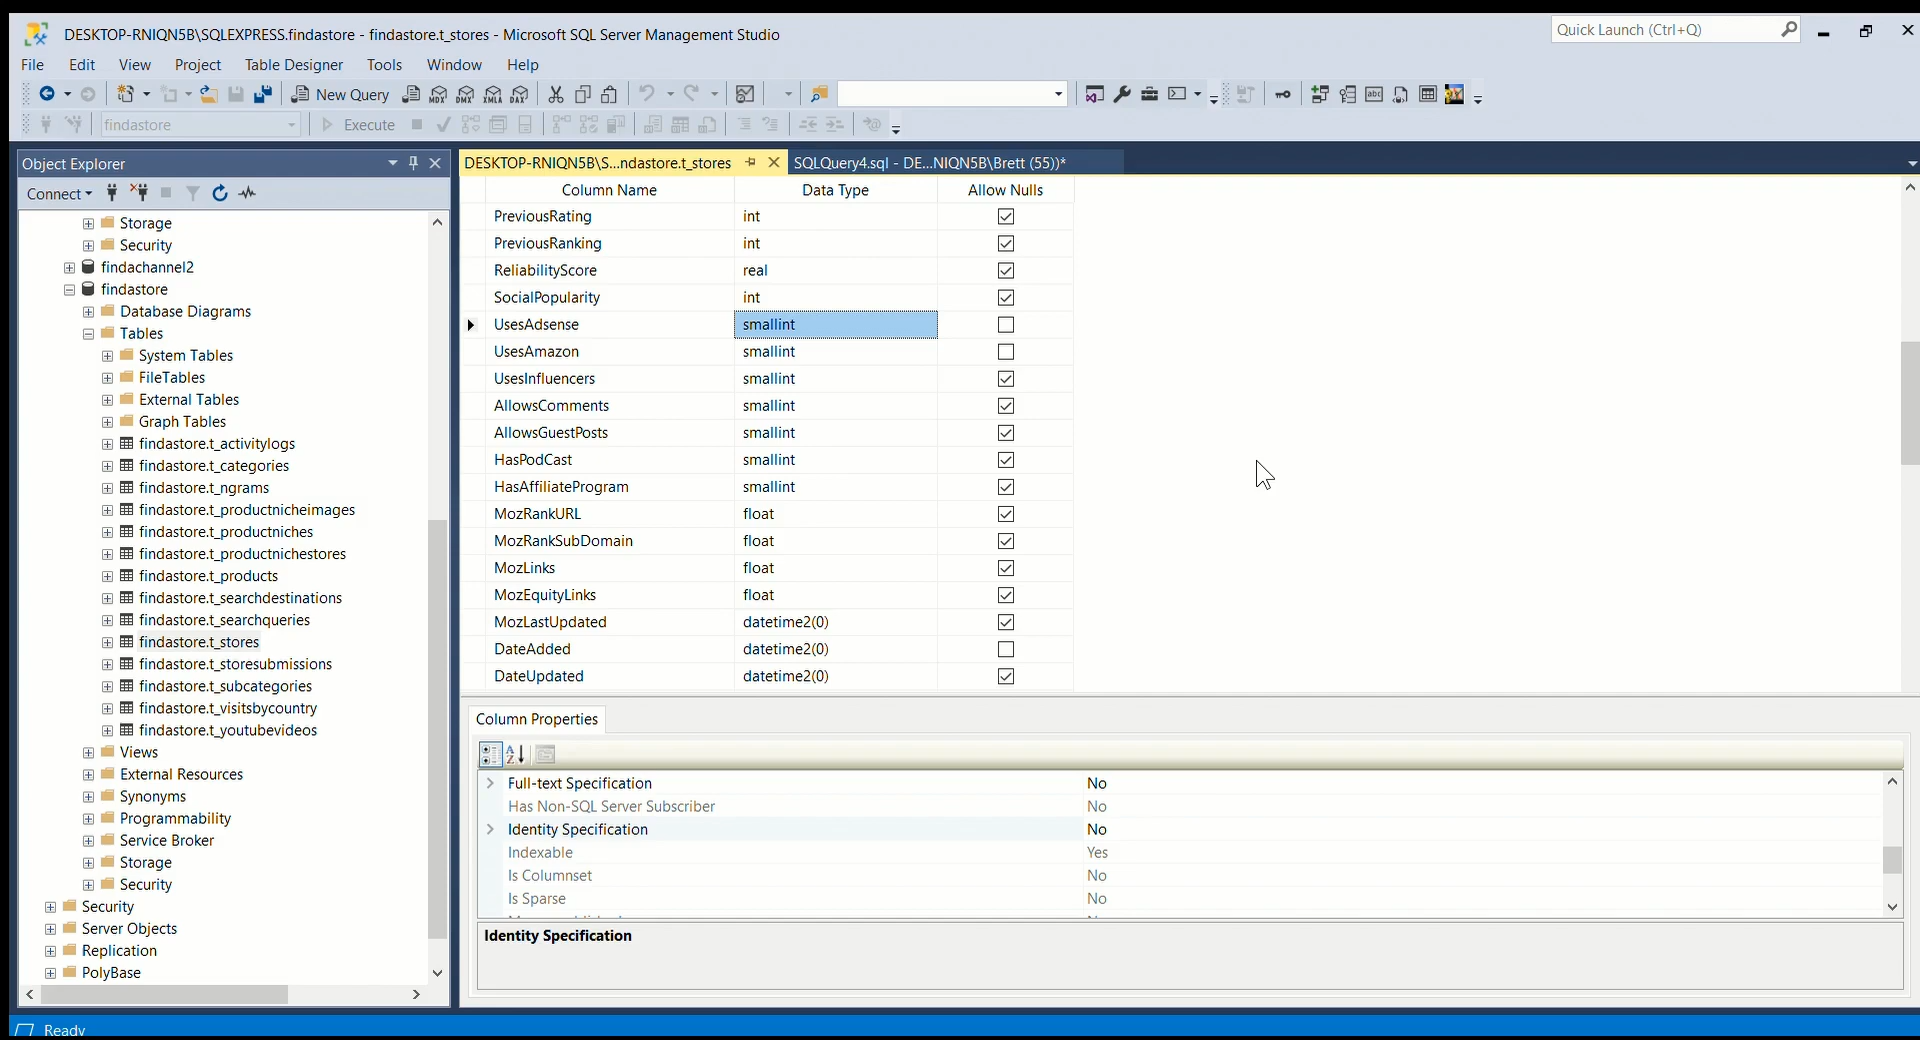 DESKTOP-RNIQN5B\SQLEXPRESS.findastore - findastore.t_stores - Microsoft SQL Server Management Studio
Quick Launch (Ctrl+Q)
File Edit View Project Table Designer Tools Window Help
New Query MDX DMX XMLA DAX
findastore Execute
Object Explorer
Connect
Storage
Security
findachannel2
findastore
Database Diagrams
Tables
System Tables
FileTables
External Tables
Graph Tables
findastore.t_activitylogs
findastore.t_categories
findastore.t_ngrams
findastore.t_productnicheimages
findastore.t_productniches
findastore.t_productnichestores
findastore.t_products
findastore.t_searchdestinations
findastore.t_searchqueries
findastore.t_stores
findastore.t_storesubmissions
findastore.t_subcategories
findastore.t_visitsbycountry
findastore.t_youtubevideos
Views
External Resources
Synonyms
Programmability
Service Broker
Storage
Security
Security
Server Objects
Replication
PolyBase
DESKTOP-RNIQN5B\S...ndastore.t_stores SQLQuery4.sql - DE...NIQN5B\Brett (55))*
Column Name Data Type Allow Nulls
PreviousRating int
PreviousRanking int
ReliabilityScore real
SocialPopularity int
UsesAdsense smallint
UsesAmazon smallint
UsesInfluencers smallint
AllowsComments smallint
AllowsGuestPosts smallint
HasPodCast smallint
HasAffiliateProgram smallint
MozRankURL float
MozRankSubDomain float
MozLinks float
MozEquityLinks float
MozLastUpdated datetime2(0)
DateAdded datetime2(0)
DateUpdated datetime2(0)
Column Properties
Full-text Specification No
Has Non-SQL Server Subscriber No
Identity Specification No
Indexable Yes
Is Columnset No
Is Sparse No
Identity Specification
Ready